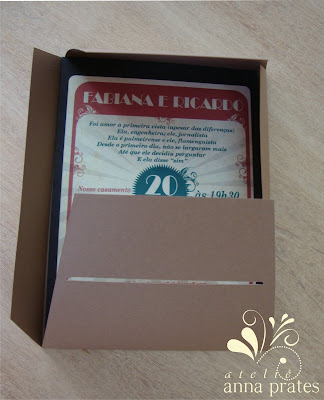 FABIANA E RICARDO
Foi amor a primeira vista (apesar das diferenças)
Ela, engenheira; ele, jornalista
Ela é palmeirense e ele, flamenguista
Desde o primeiro dia, não se largaram mais
Até que ele decidiu perguntar
E ela disse "sim"
Nosso casamento 20 às 19h30
ateliê
anna prates